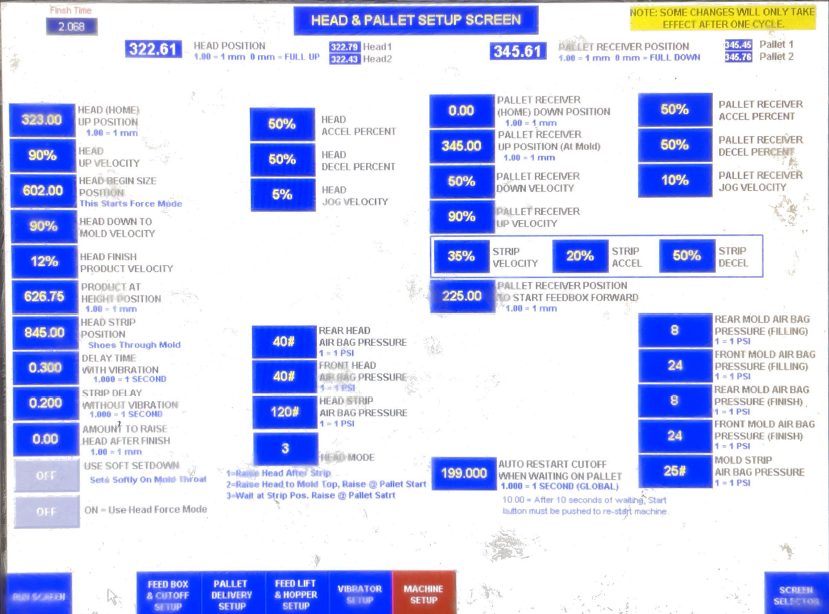 Finsh Time
2.068
HEAD & PALLET SETUP SCREEN
NOTE: SOME CHANGES WILL ONLY TAKE
EFFECT AFTER ONE CYCLE.
322.61
HEAD POSITION
1.00 = 1 mm 0 mm = FULL UP
322.79 Head1
322.43 Head2
345.61
PALLET RECEIVER POSITION
1.00 = 1 mm 0 mm = FULL DOWN
345.45 Pallet 1
345.76 Pallet 2
323.00
HEAD (HOME)
UP POSITION
1.00 = 1 mm
90%
HEAD
UP VELOCITY
602.00
HEAD BEGIN SIZE
POSITION
This Starts Force Mode
90%
HEAD DOWN TO
MOLD VELOCITY
12%
HEAD FINISH
PRODUCT VELOCITY
626.75
PRODUCT AT
HEIGHT POSITION
1.00 = 1 mm
845.00
HEAD STRIP
POSITION
Shoes Through Mold
0.300
DELAY TIME
WITH VIBRATION
1.000 = 1 SECOND
0.200
STRIP DELAY
WITHOUT VIBRATION
1.000 = 1 SECOND
0.00
AMOUNT TO RAISE
HEAD AFTER FINISH
1.00 = 1 mm
OFF
USE SOFT SETDOWN
Sets Softly On Mold Throat
OFF
ON = Use Head Force Mode
50%
HEAD
ACCEL PERCENT
50%
HEAD
DECEL PERCENT
5%
HEAD
JOG VELOCITY
40#
REAR HEAD
AIR BAG PRESSURE
1 = 1 PSI
40#
FRONT HEAD
AIR BAG PRESSURE
1 = 1 PSI
120#
HEAD STRIP
AIR BAG PRESSURE
1 = 1 PSI
3
HEAD MODE
1=Raise Head After Strip
2=Raise Head to Mold Top, Raise @ Pallet Start
3=Wait at Strip Pos. Raise @ Pallet Satrt
0.00
PALLET RECEIVER
(HOME) DOWN POSITION
1.00 = 1 mm
345.00
PALLET RECEIVER
UP POSITION (At Mold)
1.00 = 1 mm
50%
PALLET RECEIVER
DOWN VELOCITY
90%
PALLET RECEIVER
UP VELOCITY
50%
PALLET RECEIVER
ACCEL PERCENT
50%
PALLET RECEIVER
DECEL PERCENT
10%
PALLET RECEIVER
JOG VELOCITY
35%
STRIP
VELOCITY
20%
STRIP
ACCEL
50%
STRIP
DECEL
225.00
PALLET RECEIVER POSITION
TO START FEEDBOX FORWARD
1.00 = 1 mm
8
REAR MOLD AIR BAG
PRESSURE (FILLING)
1 = 1 PSI
24
FRONT MOLD AIR BAG
PRESSURE (FILLING)
1 = 1 PSI
8
REAR MOLD AIR BAG
PRESSURE (FINISH)
1 = 1 PSI
24
FRONT MOLD AIR BAG
PRESSURE (FINISH)
1 = 1 PSI
25#
MOLD STRIP
AIR BAG PRESSURE
1 = 1 PSI
199.000
AUTO RESTART CUTOFF
WHEN WAITING ON PALLET
1.000 = 1 SECOND (GLOBAL)
10.00 = After 10 seconds of waiting, Start
button must be pushed to re-start machine.
RUN SCREEN
FEED BOX
& CUTOFF
SETUP
PALLET
DELIVERY
SETUP
FEED LIFT
& HOPPER
SETUP
VIBRATOR
SETUP
MACHINE
SETUP
SCREEN
SELECTOR